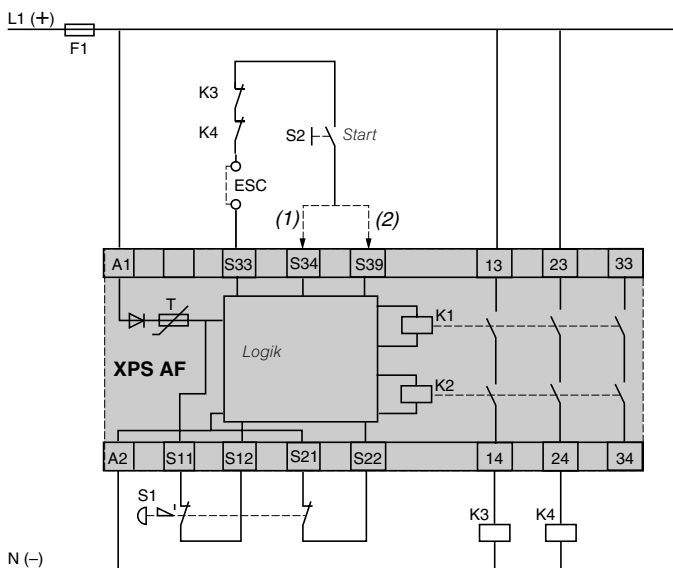 L1 (+)
F1
K3
K4
S2
Start
ESC
(1)
(2)
A1
S33
S34
S39
13
23
33
T
K1
Logik
XPS AF
K2
A2
S11
S12
S21
S22
14
24
34
S1
K3
K4
N (–)